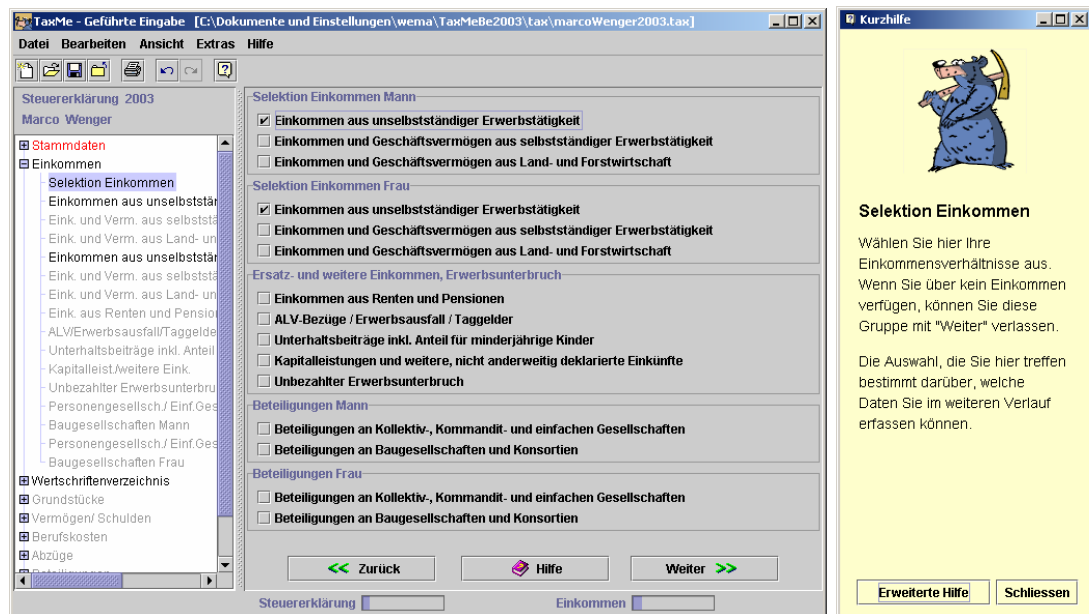 TaxMe - Geführte Eingabe [C:\Dokumente und Einstellungen\wema\TaxMeBe2003\tax\marcoWenger2003.tax]
Datei Bearbeiten Ansicht Extras Hilfe
Steuererklärung 2003
Marco Wenger
Stammdaten
Einkommen
Selektion Einkommen
Einkommen aus unselbststän
Eink. und Verm. aus selbststä
Eink. und Verm. aus Land- un
Einkommen aus unselbststän
Eink. und Verm. aus selbststä
Eink. und Verm. aus Land- un
Eink. aus Renten und Pension
ALV/Erwerbsausfall/Taggelde
Unterhaltsbeiträge inkl. Anteil
Kapitalleist./weitere Eink.
Unbezahlter Erwerbsunterbru
Personengesellsch./ Einf.Ges
Baugesellschaften Mann
Personengesellsch./ Einf.Ges
Baugesellschaften Frau
Wertschriftenverzeichnis
Grundstücke
Vermögen/ Schulden
Berufskosten
Abzüge
Selektion Einkommen Mann
Einkommen aus unselbstständiger Erwerbstätigkeit
Einkommen und Geschäftsvermögen aus selbstständiger Erwerbstätigkeit
Einkommen und Geschäftsvermögen aus Land- und Forstwirtschaft
Selektion Einkommen Frau
Einkommen aus unselbstständiger Erwerbstätigkeit
Einkommen und Geschäftsvermögen aus selbstständiger Erwerbstätigkeit
Einkommen und Geschäftsvermögen aus Land- und Forstwirtschaft
Ersatz- und weitere Einkommen, Erwerbsunterbruch
Einkommen aus Renten und Pensionen
ALV-Bezüge / Erwerbsausfall / Taggelder
Unterhaltsbeiträge inkl. Anteil für minderjährige Kinder
Kapitalleistungen und weitere, nicht anderweitig deklarierte Einkünfte
Unbezahlter Erwerbsunterbruch
Beteiligungen Mann
Beteiligungen an Kollektiv-, Kommandit- und einfachen Gesellschaften
Beteiligungen an Baugesellschaften und Konsortien
Beteiligungen Frau
Beteiligungen an Kollektiv-, Kommandit- und einfachen Gesellschaften
Beteiligungen an Baugesellschaften und Konsortien
<< Zurück
Hilfe
Weiter >>
Steuererklärung
Einkommen
Kurzhilfe
Selektion Einkommen
Wählen Sie hier Ihre
Einkommensverhältnisse aus.
Wenn Sie über kein Einkommen
verfügen, können Sie diese
Gruppe mit "Weiter" verlassen.
Die Auswahl, die Sie hier treffen
bestimmt darüber, welche
Daten Sie im weiteren Verlauf
erfassen können.
Erweiterte Hilfe
Schliessen